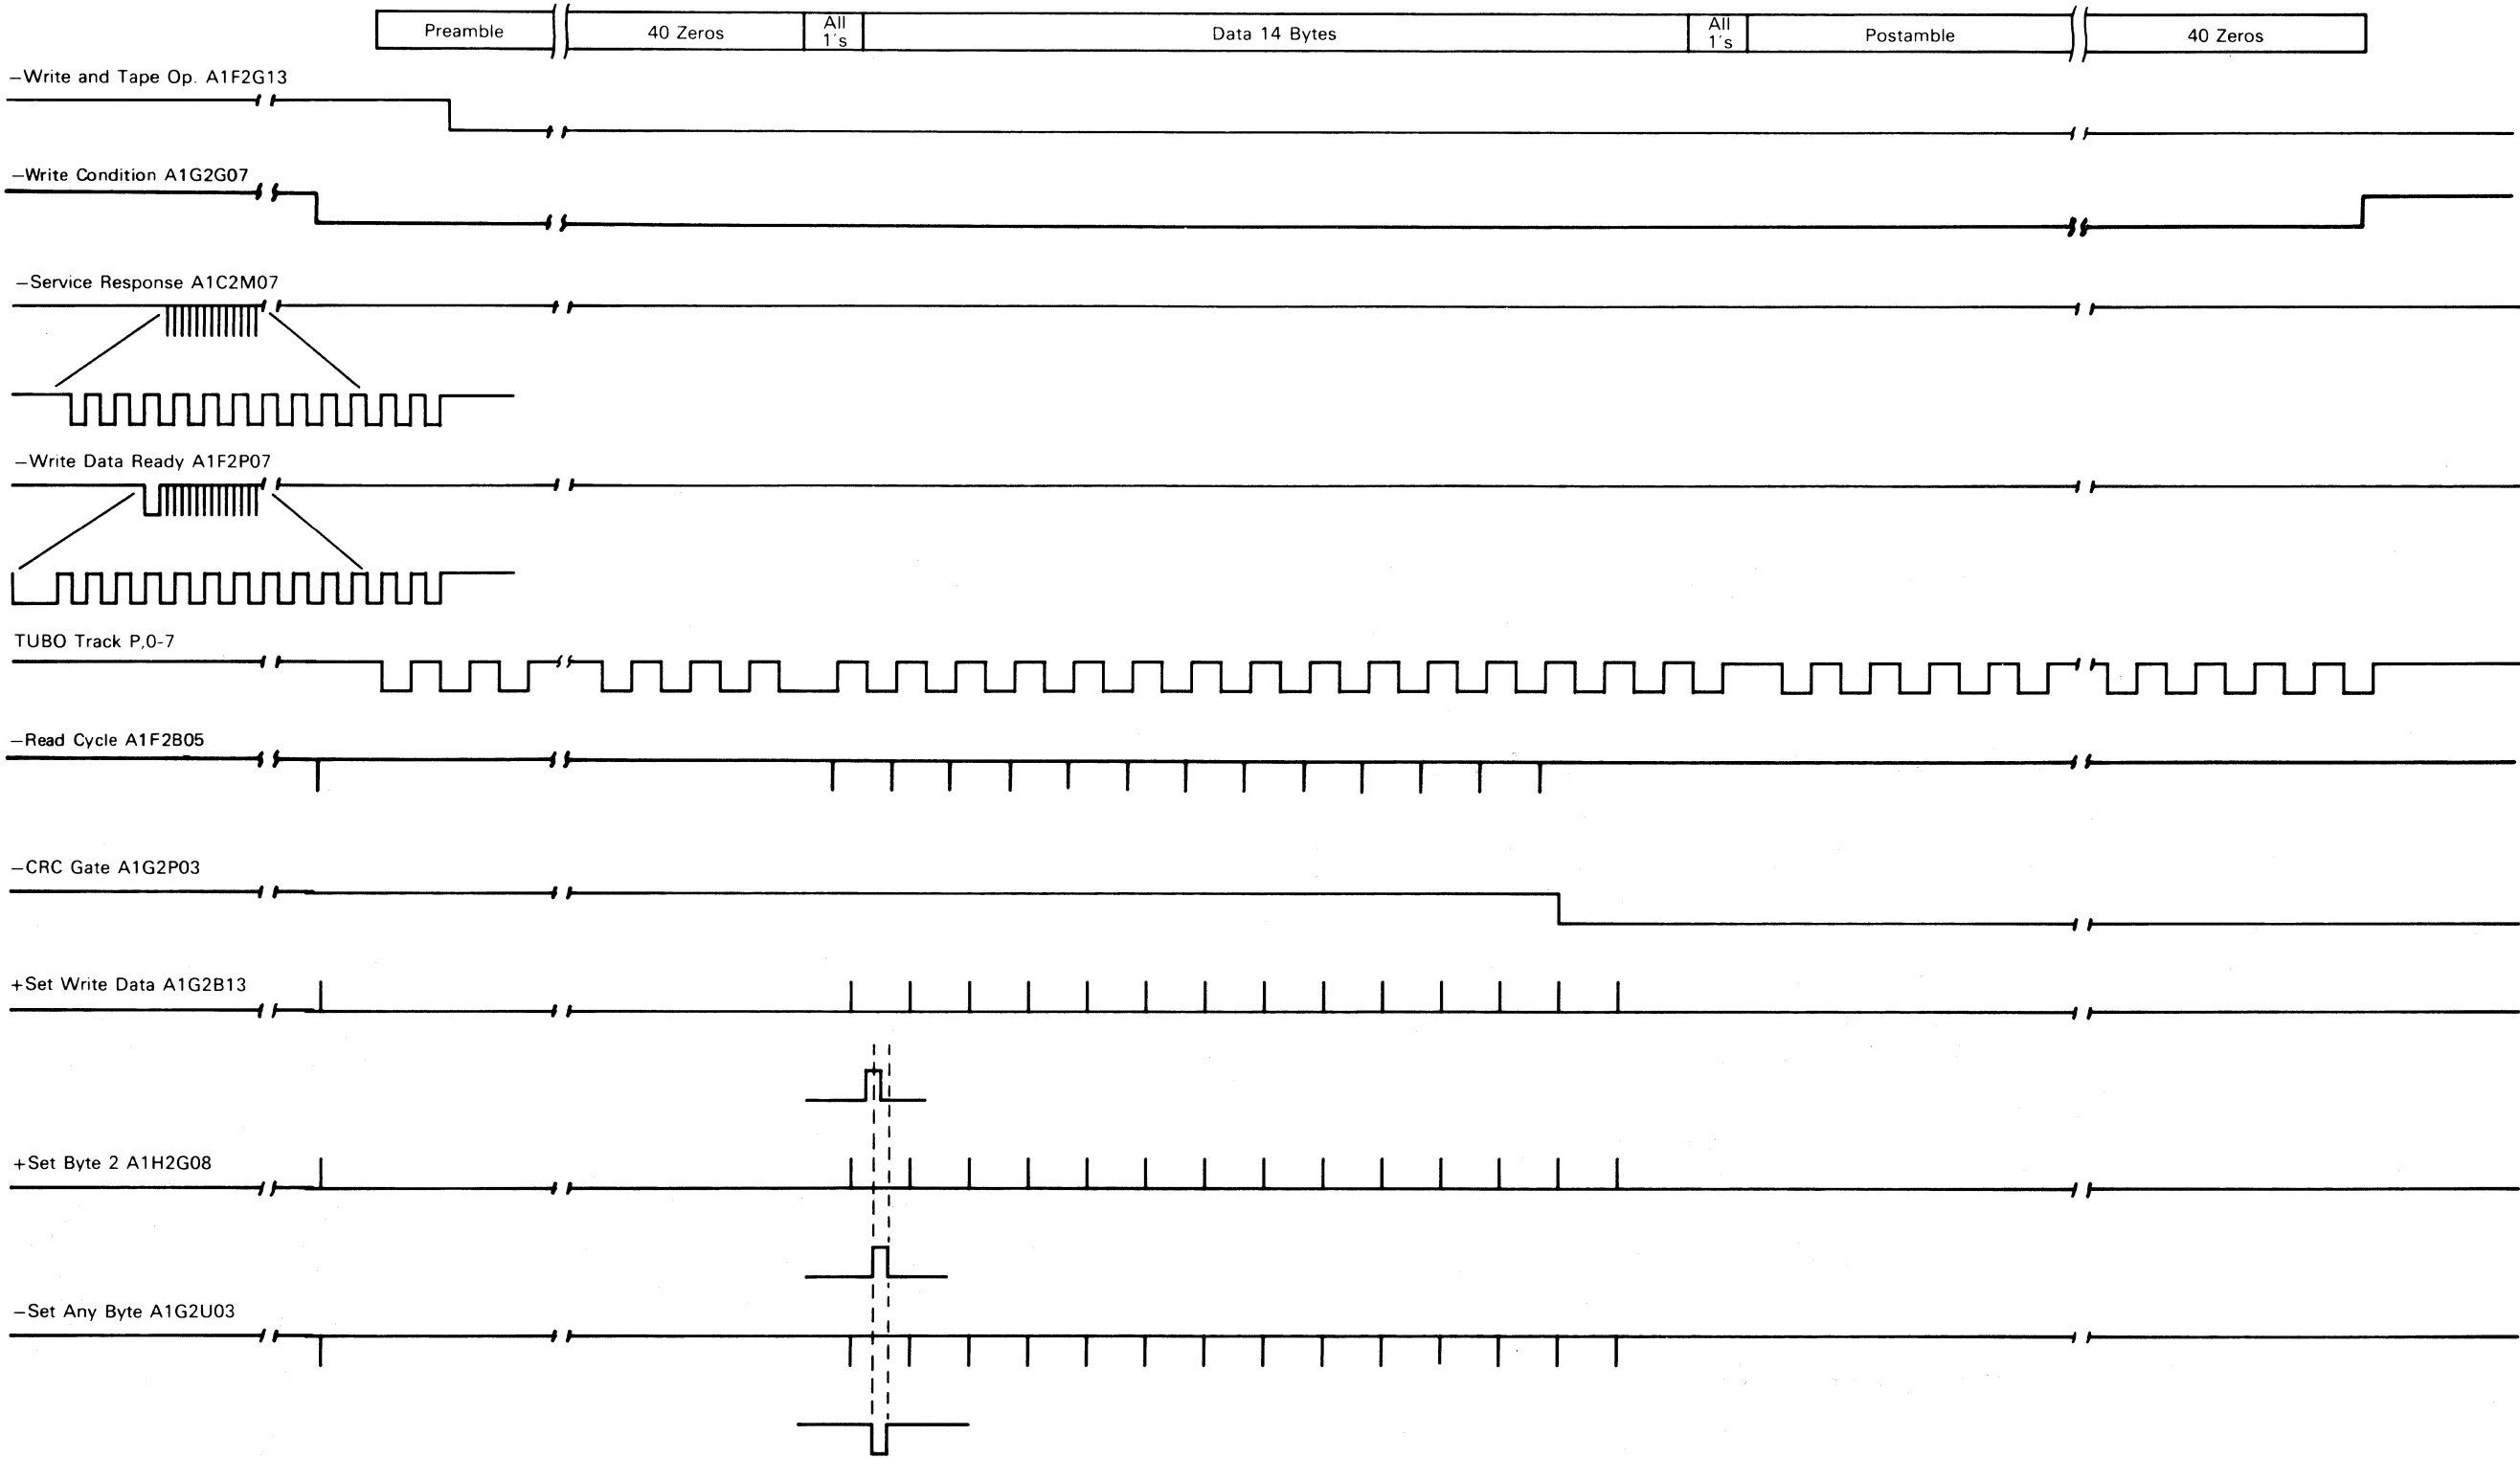 Preamble
40 Zeros
All
1's
Data 14 Bytes
All
1's
Postamble
40 Zeros
—Write and Tape Op. A1F2G13
—Write Condition A1G2G07
—Service Response A1C2M07
—Write Data Ready A1F2P07
TUBO Track P,0-7
—Read Cycle A1F2B05
—CRC Gate A1G2P03
+Set Write Data A1G2B13
+Set Byte 2 A1H2G08
—Set Any Byte A1G2U03